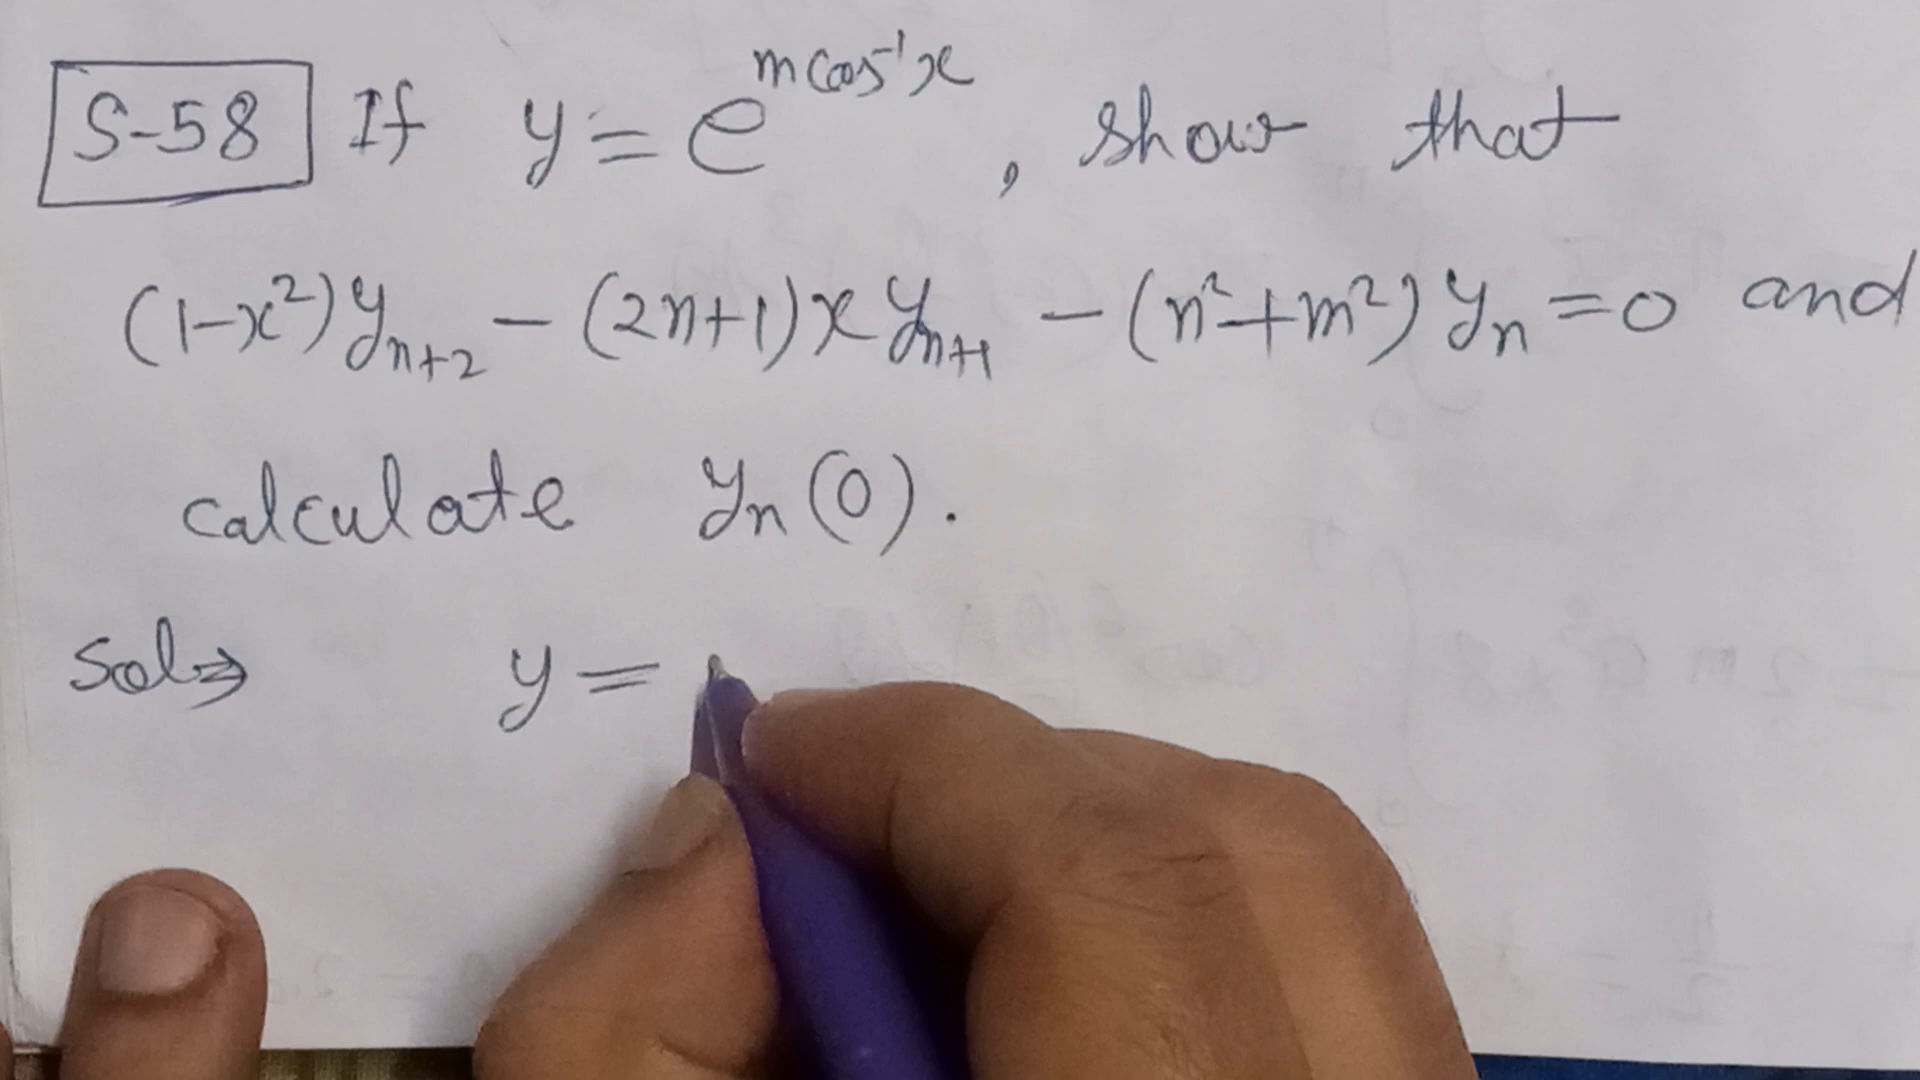 S-58 If y = e^{m cos⁻¹x}, show that
(1-x²)y_{n+2} - (2n+1)xy_{n+1} - (n²+m²)y_n = 0 and
calculate y_n(0).
Sol⇒ y =